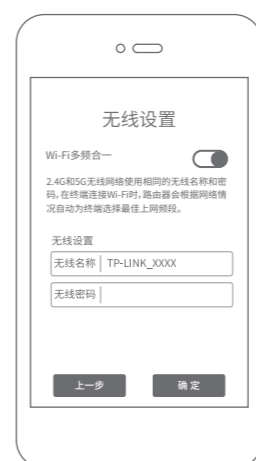 无线设置
Wi-Fi多频合一
2.4G和5G无线网络使用相同的无线名称和密
码，在终端连接Wi-Fi时，路由器会根据网络情
况自动为终端选择最佳上网频段。
无线设置
无线名称 TP-LINK_XXXX
无线密码
上一步 确 定